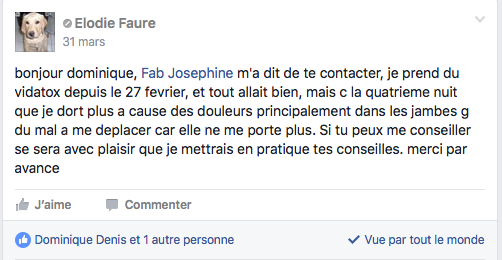 Elodie Faure
31 mars
bonjour dominique, Fab Josephine m'a dit de te contacter, je prend du
vidatox depuis le 27 fevrier, et tout allait bien, mais c la quatrieme nuit
que je dort plus a cause des douleurs principalement dans les jambes g
du mal a me deplacer car elle ne me porte plus. Si tu peux me conseiller
se sera avec plaisir que je mettrais en pratique tes conseilles. merci par
avance
J'aime Commenter
Dominique Denis et 1 autre personne Vue par tout le monde